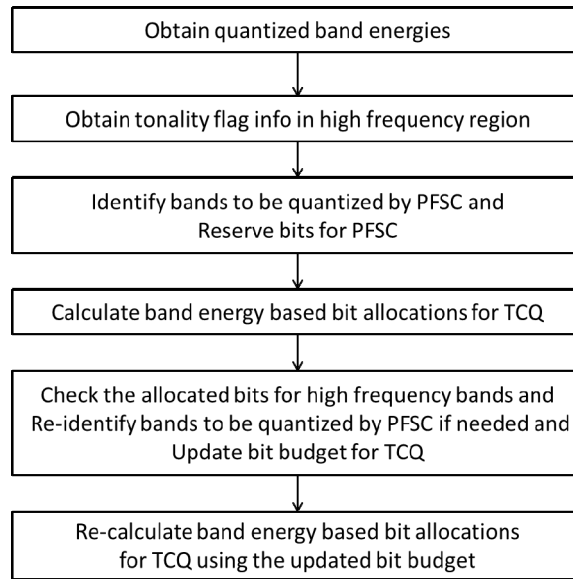 Obtain quantized band energies
Obtain tonality flag info in high frequency region
Identify bands to be quantized by PFSC and
Reserve bits for PFSC
Calculate band energy based bit allocations for TCQ
Check the allocated bits for high frequency bands and
Re-identify bands to be quantized by PFSC if needed and
Update bit budget for TCQ
Re-calculate band energy based bit allocations
for TCQ using the updated bit budget